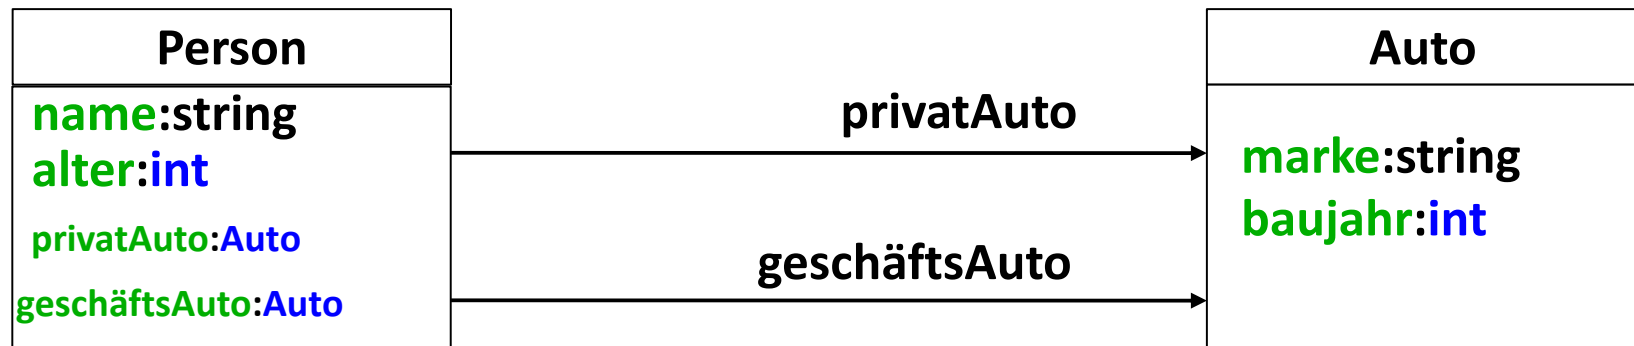 Person
name:string
alter:int
privatAuto:Auto
geschäftsAuto:Auto
privatAuto
geschäftsAuto
Auto
marke:string
baujahr:int